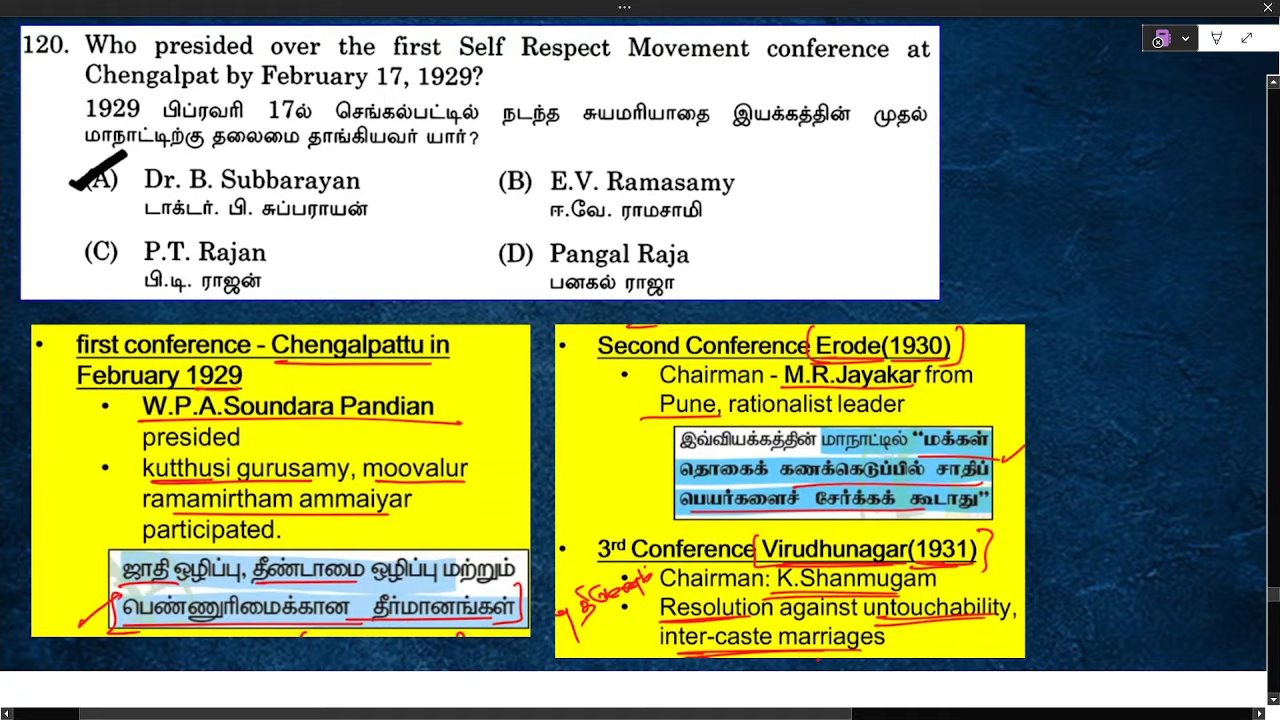 120. Who presided over the first Self Respect Movement conference at
Chengalpat by February 17, 1929?
1929 பிப்ரவரி 17ல் செங்கல்பட்டில் நடந்த சுயமரியாதை இயக்கத்தின் முதல்
மாநாட்டிற்கு தலைமை தாங்கியவர் யார்?
(A) Dr. B. Subbarayan
டாக்டர். பி. சுப்பராயன்
(B) E.V. Ramasamy
ஈ.வே. ராமசாமி
(C) P.T. Rajan
பி.டி. ராஜன்
(D) Pangal Raja
பனகல் ராஜா
• first conference - Chengalpattu in
February 1929
• W.P.A.Soundara Pandian
presided
• kutthusi gurusamy, moovalur
ramamirtham ammaiyar
participated.
ஜாதி ஒழிப்பு, தீண்டாமை ஒழிப்பு மற்றும்
பெண்ணுரிமைக்கான தீர்மானங்கள்
• Second Conference Erode(1930)
• Chairman - M.R.Jayakar from
Pune, rationalist leader
இவ்வியக்கத்தின் மாநாட்டில் "மக்கள்
தொகைக் கணக்கெடுப்பில் சாதிப்
பெயர்களைச் சேர்க்கக் கூடாது"
• 3rd Conference Virudhunagar(1931)
• Chairman: K.Shanmugam
• Resolution against untouchability,
inter-caste marriages